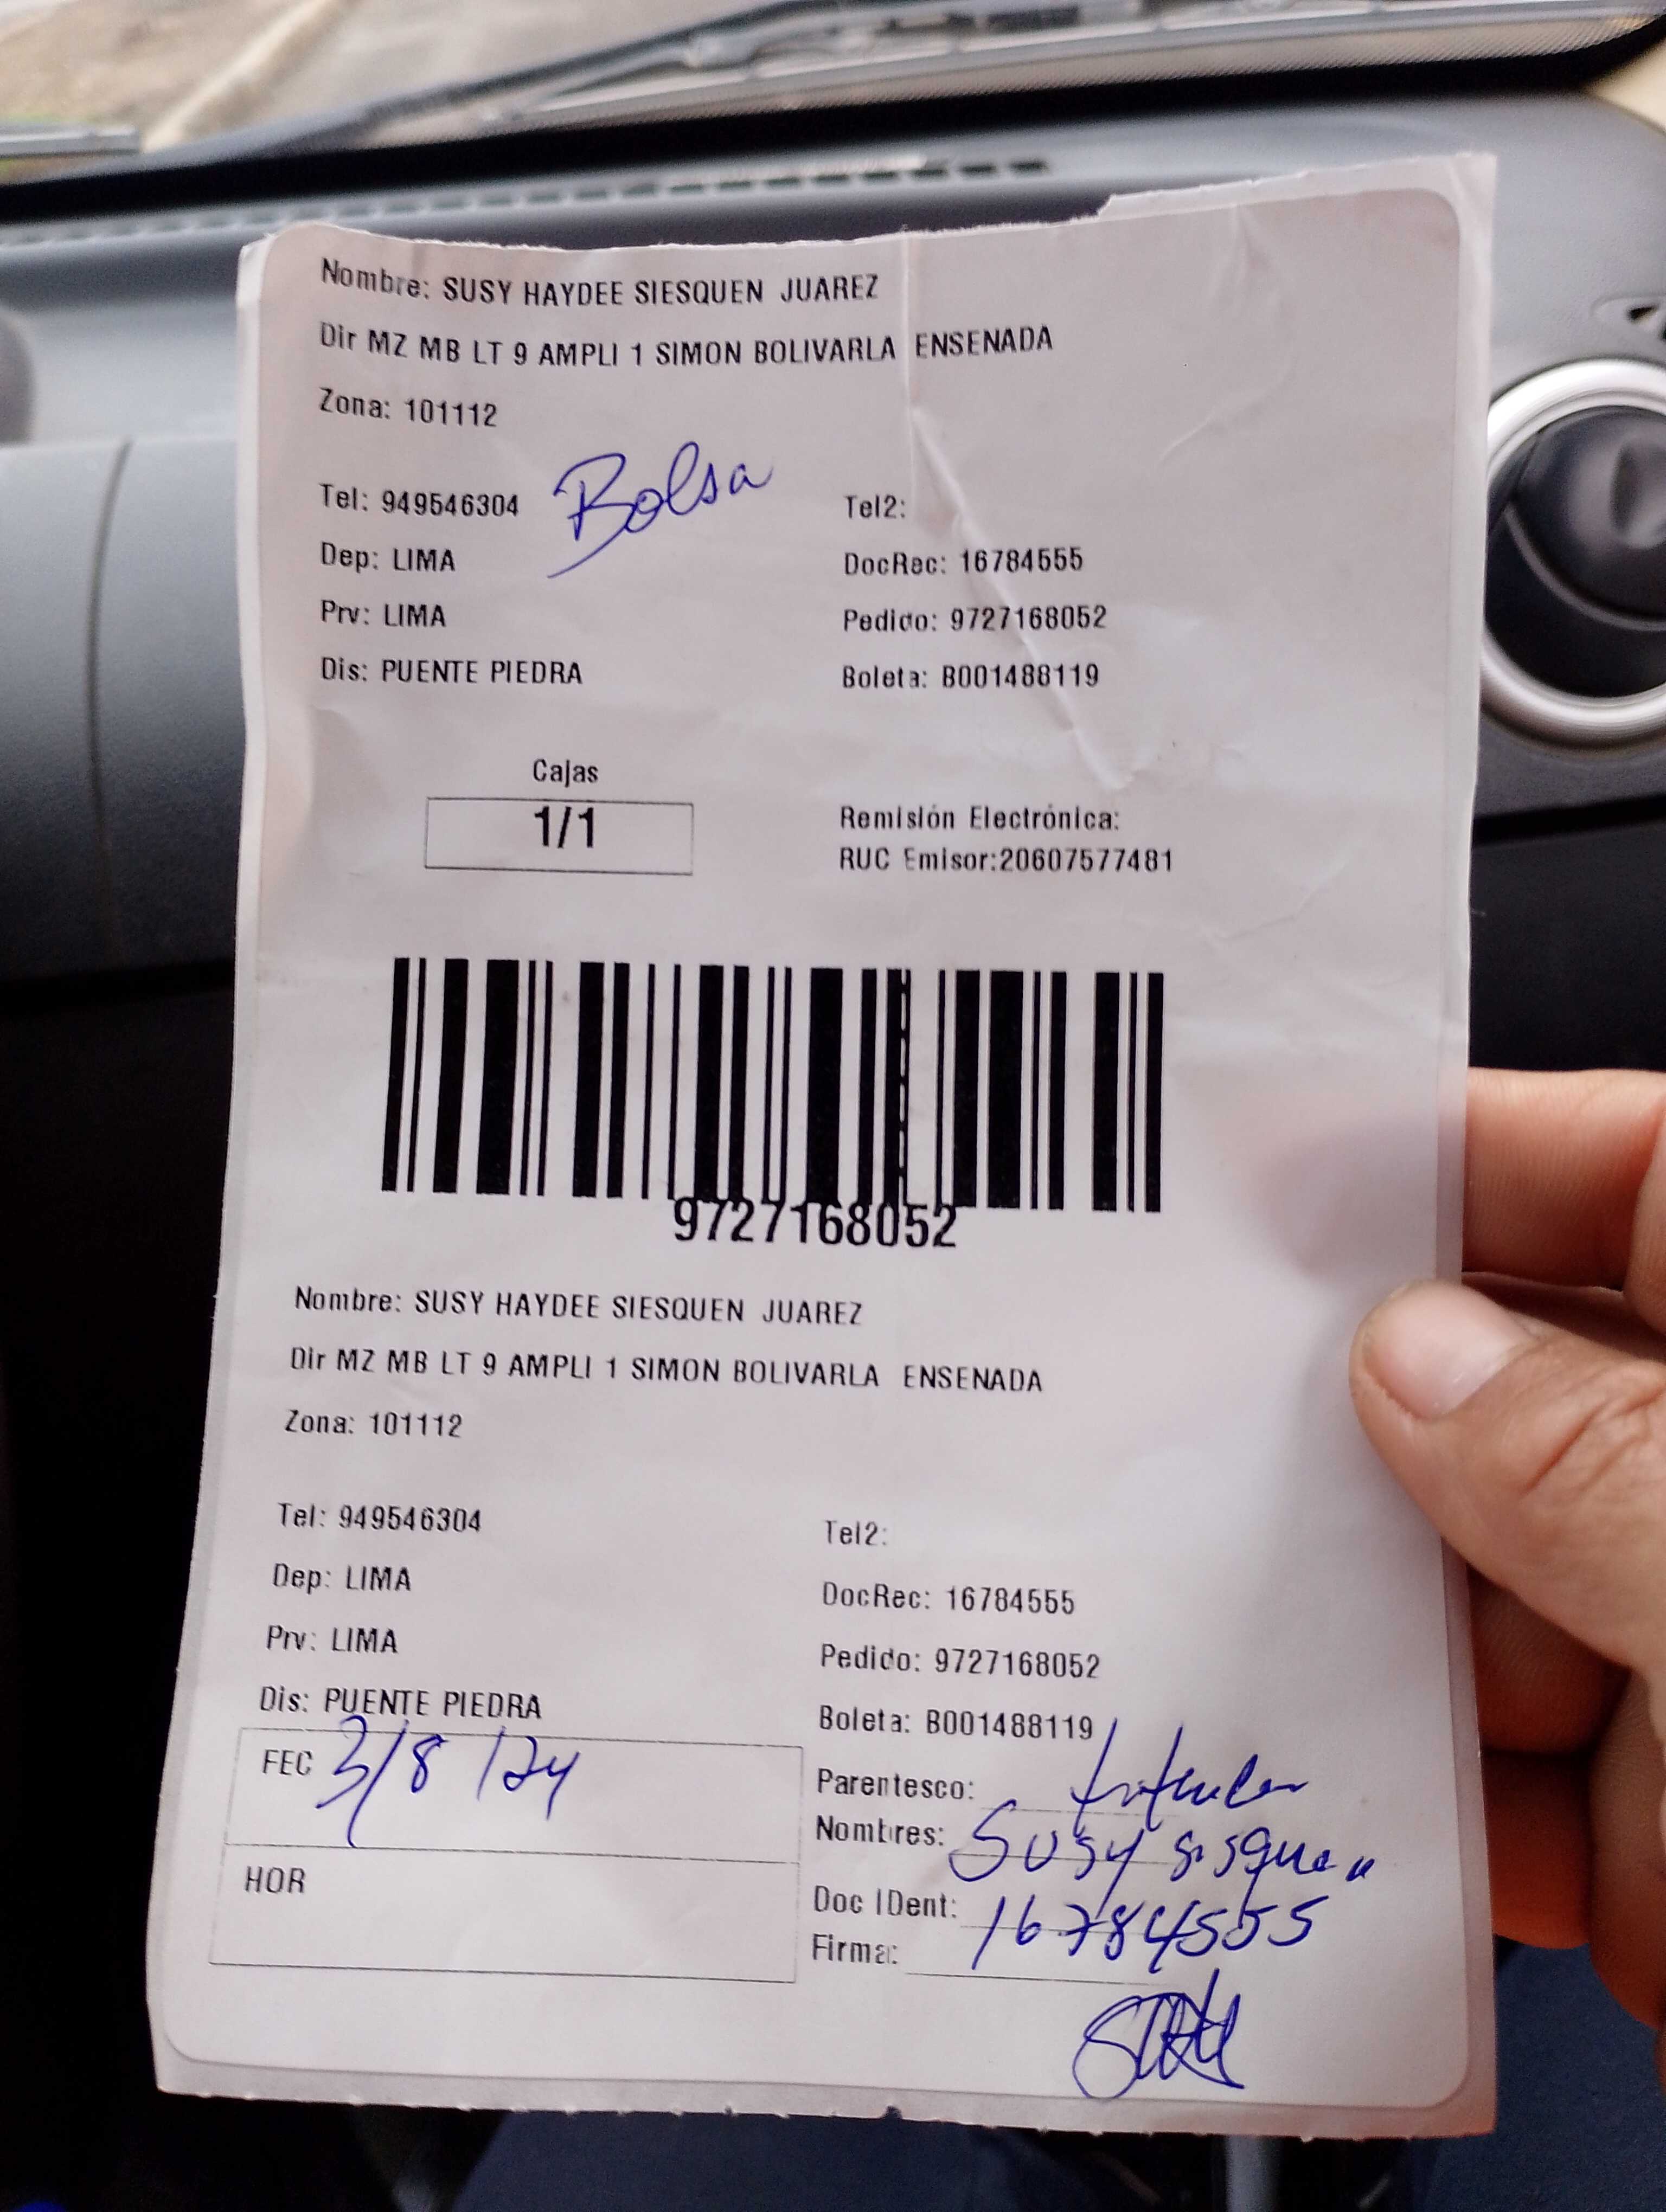 Nombre: SUSY HAYDEE SIESQUEN JUAREZ
Dir MZ MB LT 9 AMPLI 1 SIMON BOLIVARLA ENSENADA
Zona: 101112
Bolsa
Tel: 949546304 Tel2:
Dep: LIMA DocRec: 16784555
Prv: LIMA Pedido: 9727168052
Dis: PUENTE PIEDRA Boleta: B001488119
Cajas
1/1
Remisión Electrónica:
RUC Emisor:20607577481
9727168052
Nombre: SUSY HAYDEE SIESQUEN JUAREZ
Dir MZ MB LT 9 AMPLI 1 SIMON BOLIVARLA ENSENADA
Zona: 101112
Tel: 949546304 Tel2:
Dep: LIMA DocRec: 16784555
Prv: LIMA Pedido: 9727168052
Dis: PUENTE PIEDRA Boleta: B001488119
FEC 3/8/24
HOR
Parentesco:
Nombres: Susy
Doc IDent: 16784555
Firma: